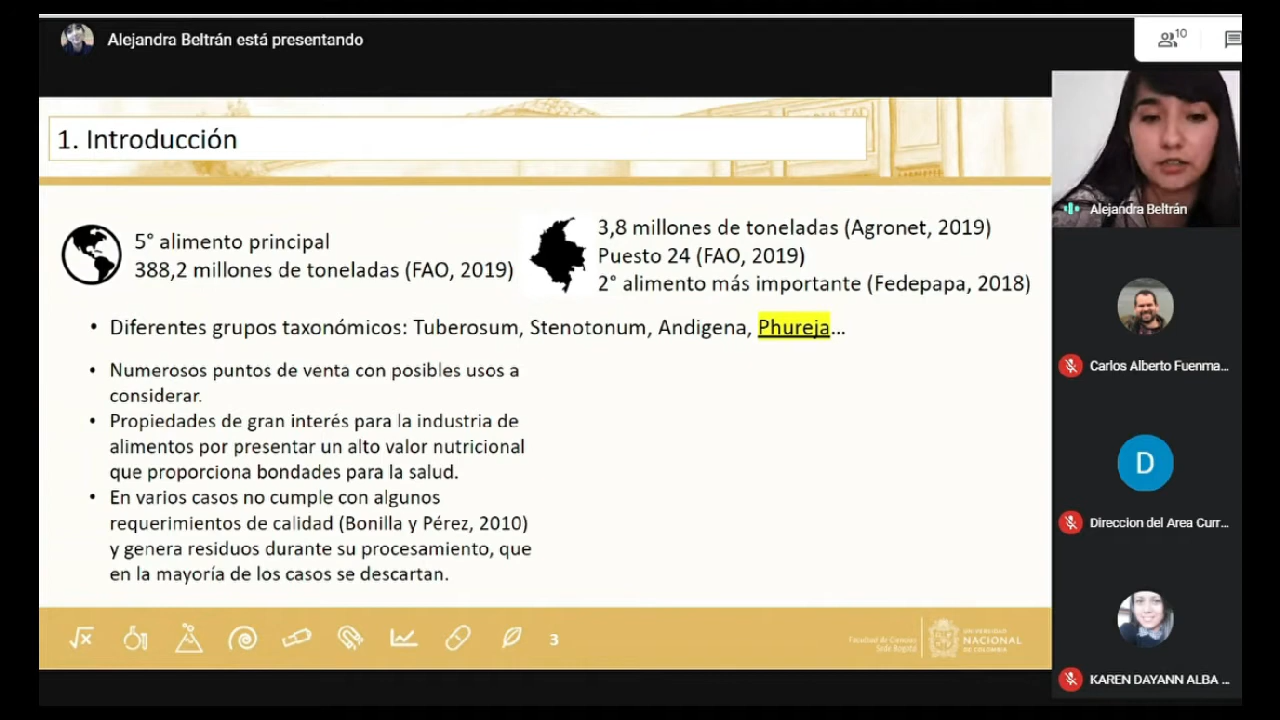 Alejandra Beltrán está presentando
10
1. Introducción
5° alimento principal
388,2 millones de toneladas (FAO, 2019)
3,8 millones de toneladas (Agronet, 2019)
Puesto 24 (FAO, 2019)
2° alimento más importante (Fedepapa, 2018)
• Diferentes grupos taxonómicos: Tuberosum, Stenotonum, Andigena, Phureja...
• Numerosos puntos de venta con posibles usos a
considerar.
• Propiedades de gran interés para la industria de
alimentos por presentar un alto valor nutricional
que proporciona bondades para la salud.
• En varios casos no cumple con algunos
requerimientos de calidad (Bonilla y Pérez, 2010)
y genera residuos durante su procesamiento, que
en la mayoría de los casos se descartan.
3
Facultad de Ciencias
Sede Bogotá
UNIVERSIDAD
NACIONAL
DE COLOMBIA
Alejandra Beltrán
Carlos Alberto Fuenma...
D
Direccion del Area Curr...
KAREN DAYANN ALBA ...